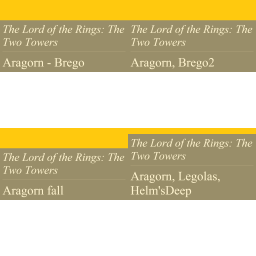 The Lord of the Rings: The
Two Towers
Aragorn - Brego
The Lord of the Rings: The
Two Towers
Aragorn, Brego2
The Lord of the Rings: The
Two Towers
Aragorn fall
The Lord of the Rings: The
Two Towers
Aragorn, Legolas,
Helm'sDeep